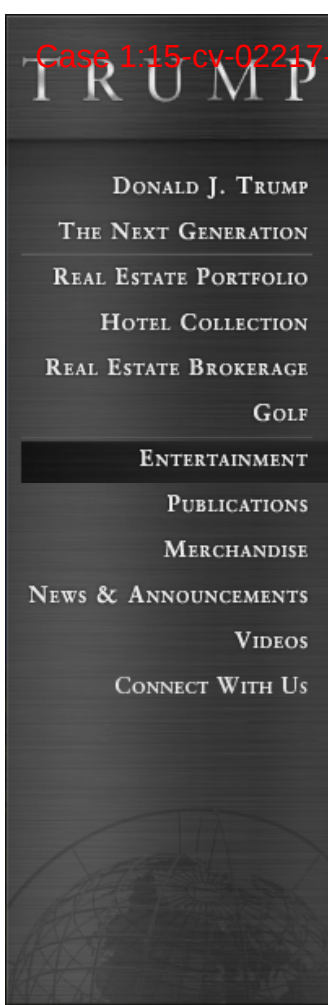 Case 1:15-cv-02217-
TRUMP
Donald J. Trump
The Next Generation
Real Estate Portfolio
Hotel Collection
Real Estate Brokerage
Golf
Entertainment
Publications
Merchandise
News & Announcements
Videos
Connect With Us